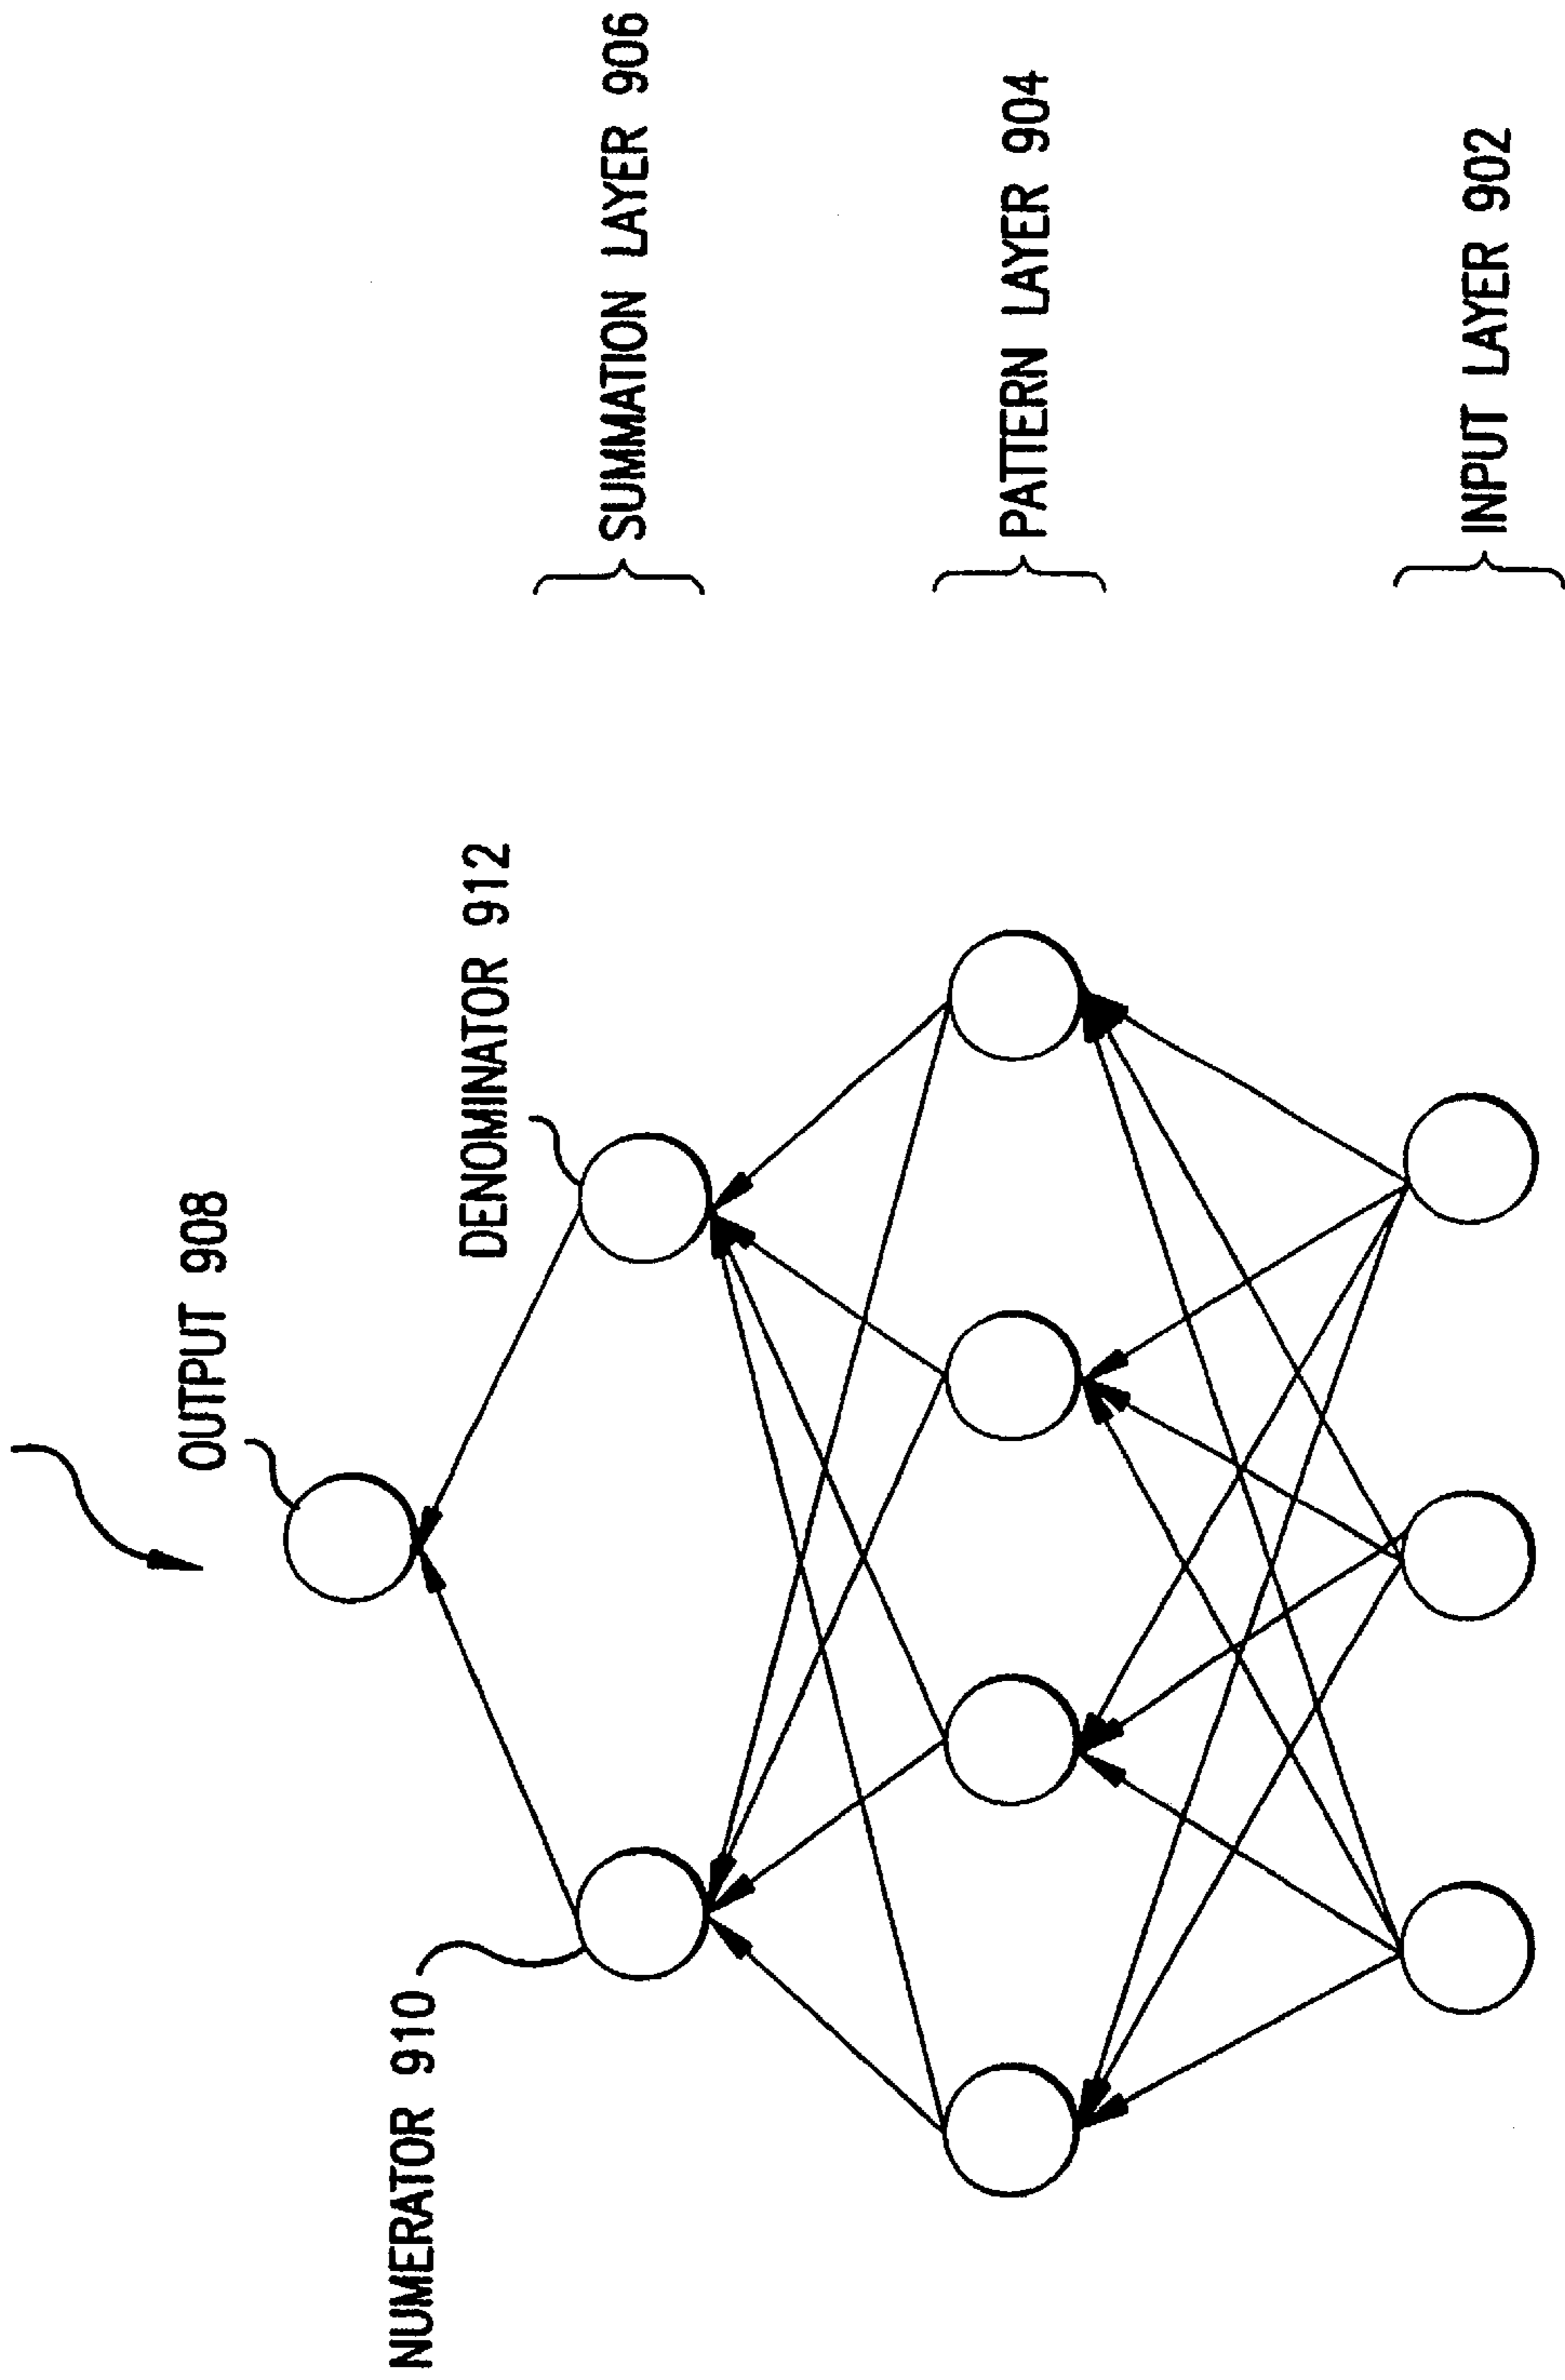 OUTPUT 908
NUMERATOR 910
DENOMINATOR 912
SUMMATION LAYER 906
PATTERN LAYER 904
INPUT LAYER 902